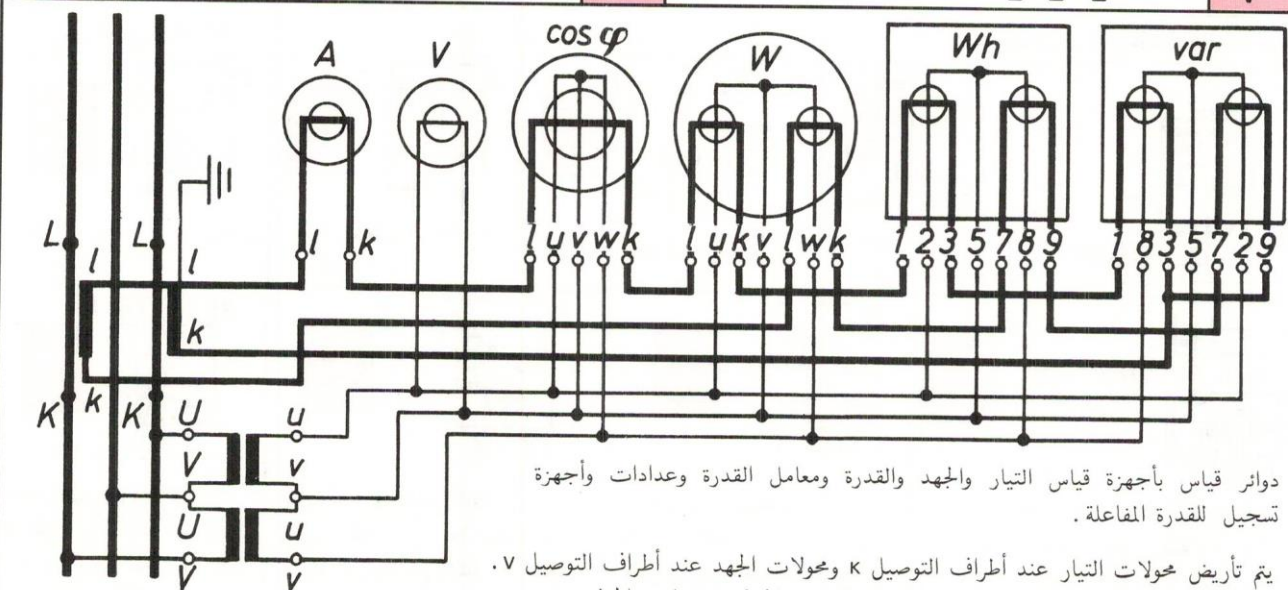 A V cos φ W Wh var
L L
l l l k l u v w k l u k v l w k 1 2 3 5 7 8 9 1 8 3 5 7 2 9
k
K k K U u
V v
U u
V v
دوائر قياس بأجهزة قياس التيار والجهد والقدرة ومعامل القدرة وعدادات وأجهزة
تسجيل للقدرة المفاعلة .
يتم تأريض محولات التيار عند أطراف التوصيل K ومحولات الجهد عند أطراف التوصيل v .